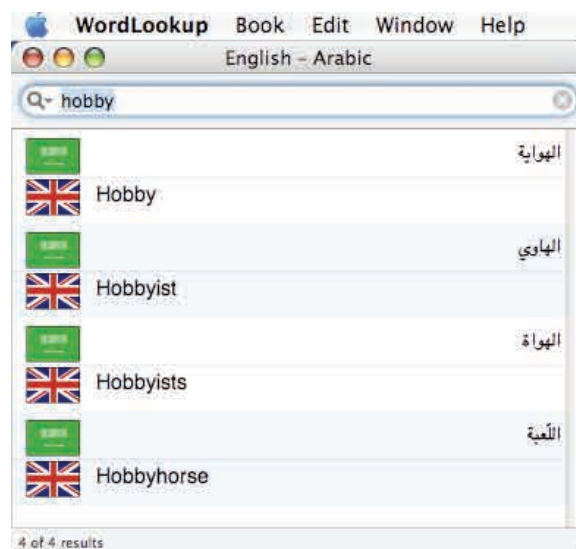 WordLookup Book Edit Window Help
English – Arabic
hobby
الهواية
Hobby
الهاوي
Hobbyist
الهواة
Hobbyists
اللّعبة
Hobbyhorse
4 of 4 results